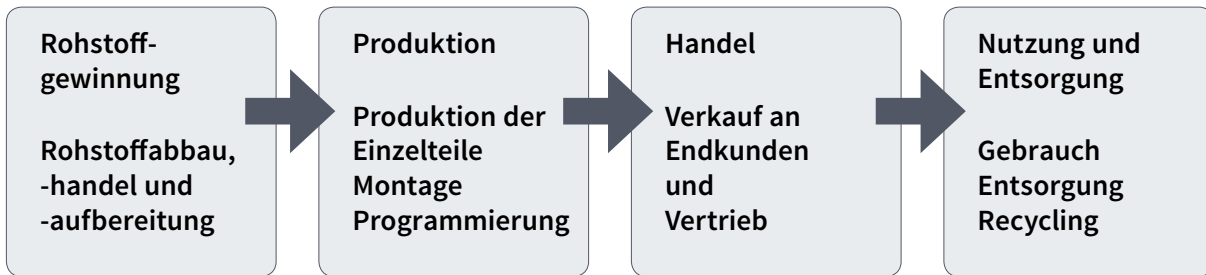 Rohstoff-
gewinnung
Rohstoffabbau,
-handel und
-aufbereitung
Produktion
Produktion der
Einzelteile
Montage
Programmierung
Handel
Verkauf an
Endkunden
und
Vertrieb
Nutzung und
Entsorgung
Gebrauch
Entsorgung
Recycling